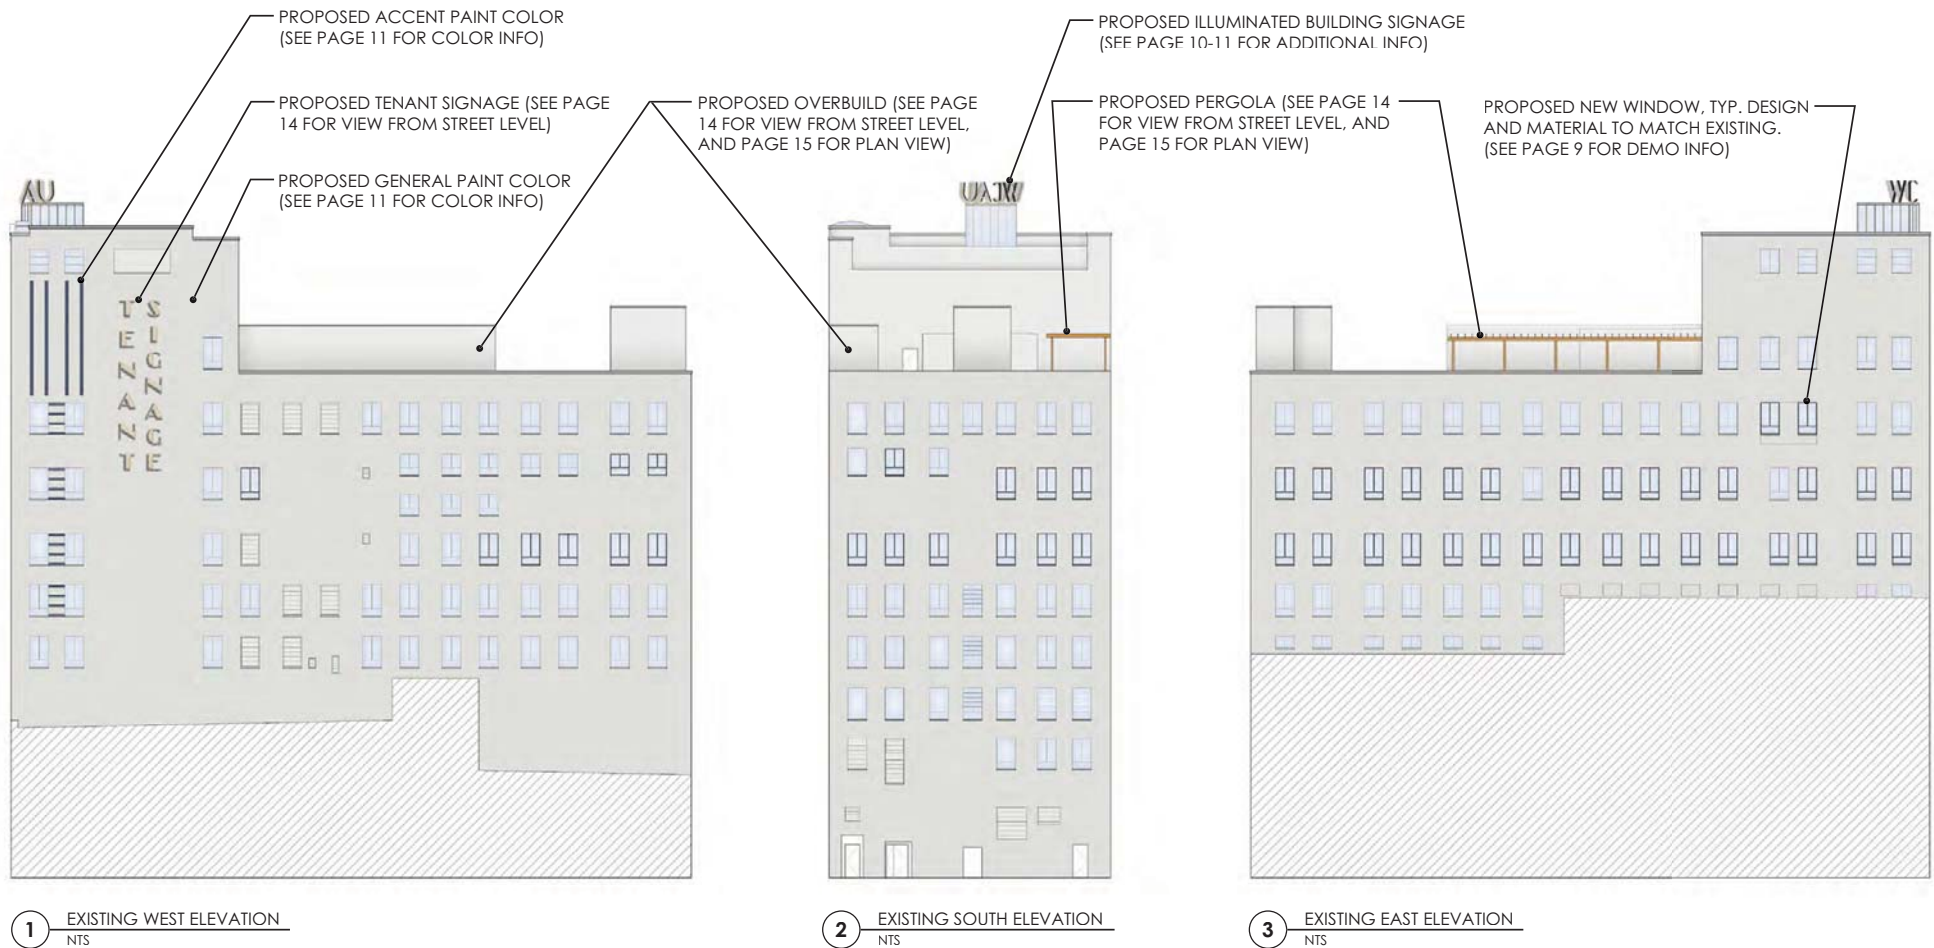 PROPOSED ACCENT PAINT COLOR
(SEE PAGE 11 FOR COLOR INFO)
PROPOSED TENANT SIGNAGE (SEE PAGE
14 FOR VIEW FROM STREET LEVEL)
PROPOSED GENERAL PAINT COLOR
(SEE PAGE 11 FOR COLOR INFO)
PROPOSED OVERBUILD (SEE PAGE
14 FOR VIEW FROM STREET LEVEL,
AND PAGE 15 FOR PLAN VIEW)
PROPOSED ILLUMINATED BUILDING SIGNAGE
(SEE PAGE 10-11 FOR ADDITIONAL INFO)
PROPOSED PERGOLA (SEE PAGE 14
FOR VIEW FROM STREET LEVEL, AND
PAGE 15 FOR PLAN VIEW)
PROPOSED NEW WINDOW, TYP. DESIGN
AND MATERIAL TO MATCH EXISTING.
(SEE PAGE 9 FOR DEMO INFO)
AU
TENANT
SIGNAGE
WC
1 EXISTING WEST ELEVATION
NTS
2 EXISTING SOUTH ELEVATION
NTS
3 EXISTING EAST ELEVATION
NTS